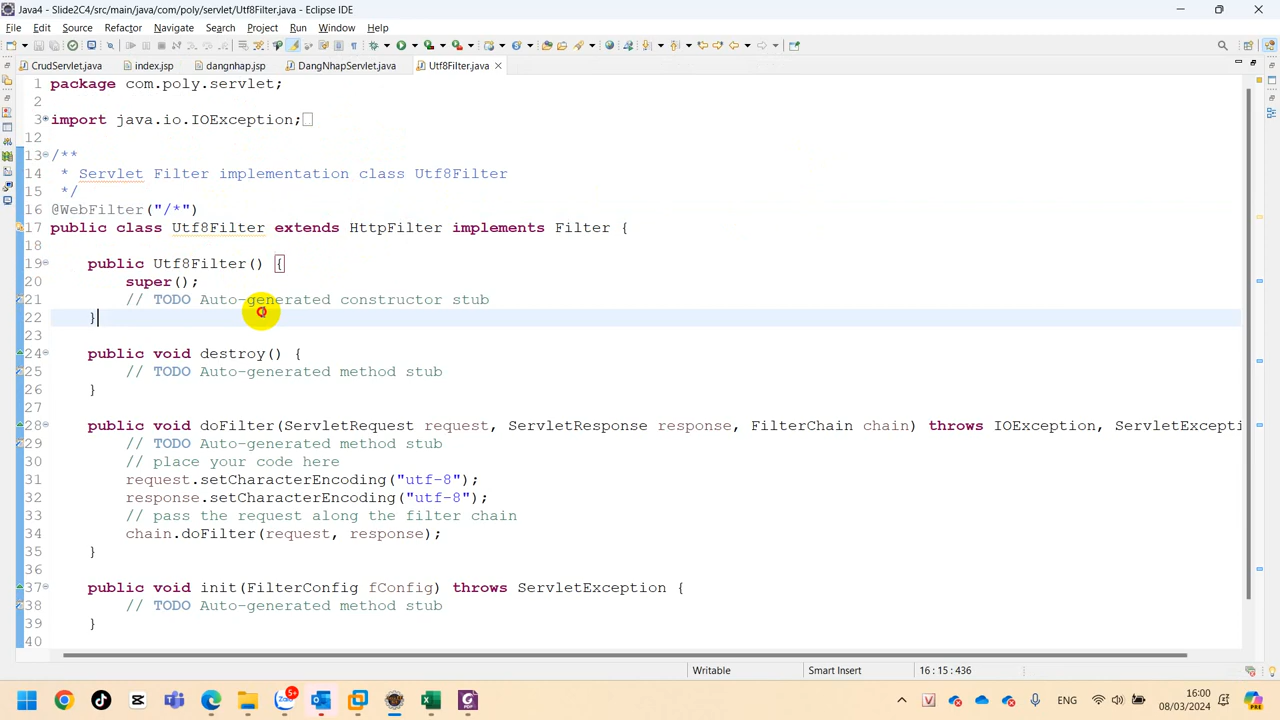 Java4 - Slide2C4/src/main/java/com/poly/servlet/Utf8Filter.java - Eclipse IDE
File Edit Source Refactor Navigate Search Project Run Window Help
CrudServlet.java index.jsp dangnhap.jsp DangNhapServlet.java Utf8Filter.java
1 package com.poly.servlet;
2
3 import java.io.IOException;
12
13 /**
14 * Servlet Filter implementation class Utf8Filter
15 */
16 @WebFilter("/*")
17 public class Utf8Filter extends HttpFilter implements Filter {
18
19 public Utf8Filter() {
20 super();
21 // TODO Auto-generated constructor stub
22 }
23
24 public void destroy() {
25 // TODO Auto-generated method stub
26 }
27
28 public void doFilter(ServletRequest request, ServletResponse response, FilterChain chain) throws IOException, ServletExcepti
29 // TODO Auto-generated method stub
30 // place your code here
31 request.setCharacterEncoding("utf-8");
32 response.setCharacterEncoding("utf-8");
33 // pass the request along the filter chain
34 chain.doFilter(request, response);
35 }
36
37 public void init(FilterConfig fConfig) throws ServletException {
38 // TODO Auto-generated method stub
39 }
40
Writable Smart Insert 16 : 15 : 436
5+ Zalo ENG 16:00
08/03/2024